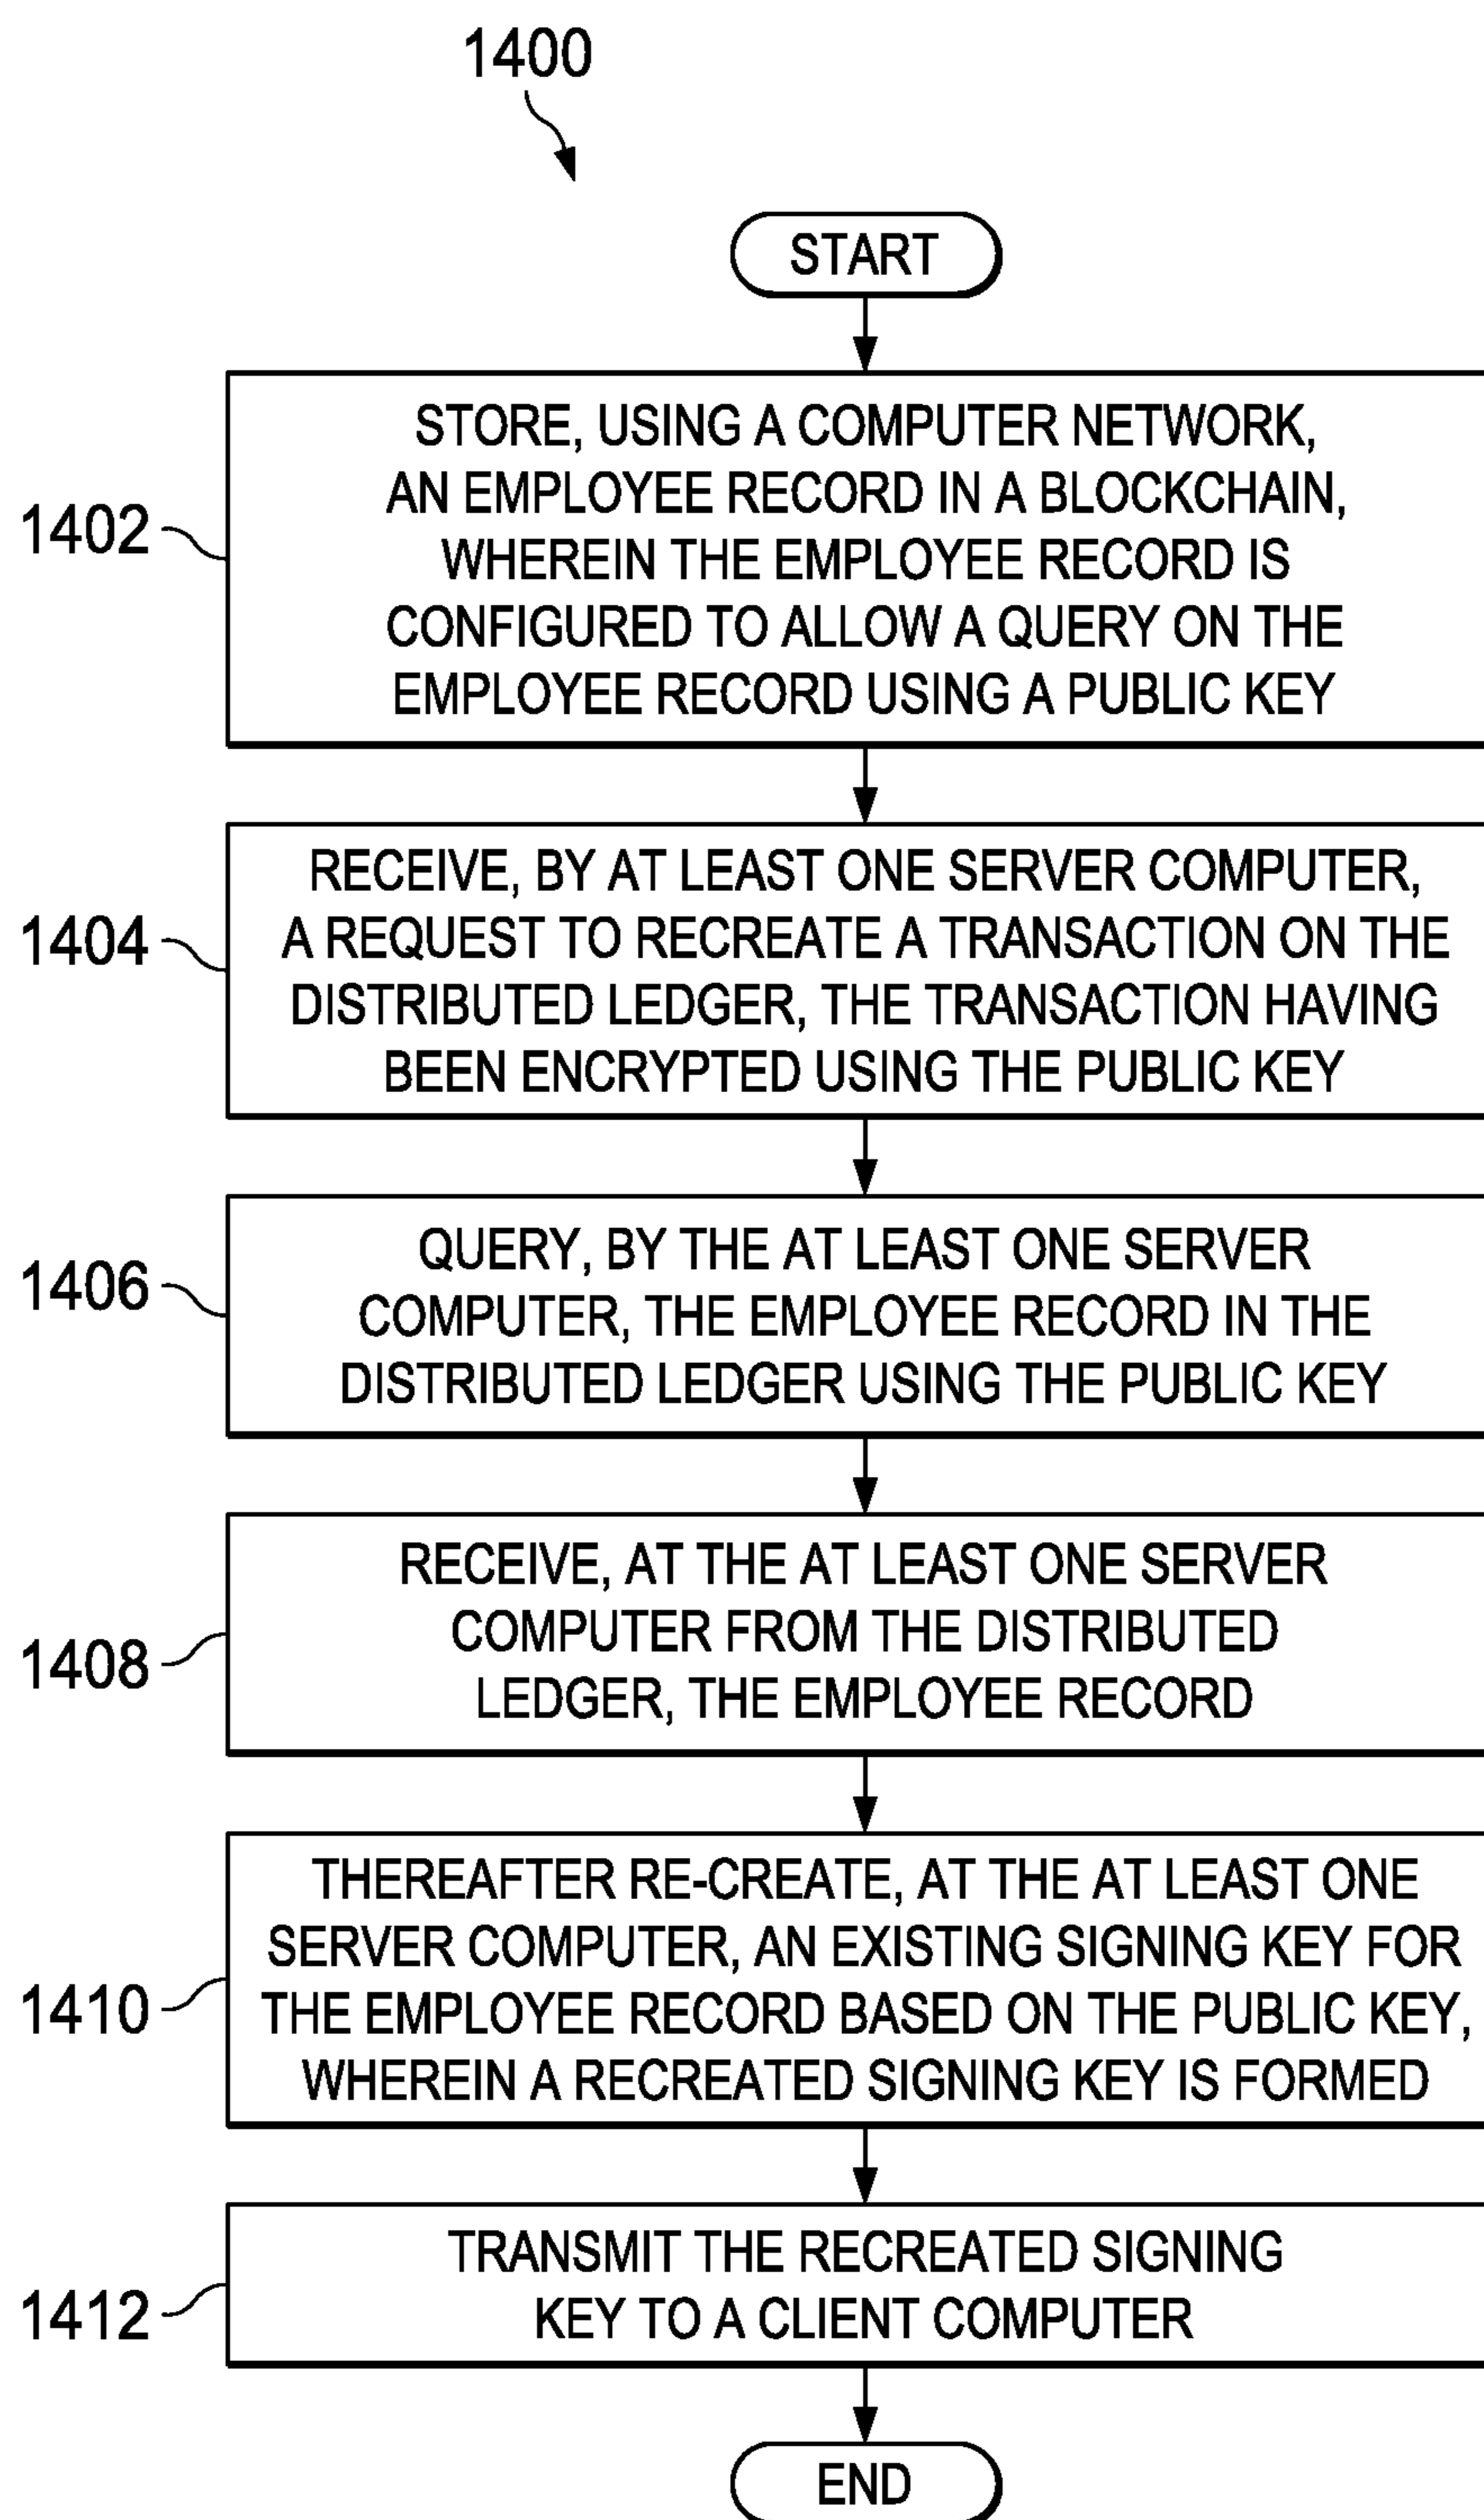 1400
START
1402
STORE, USING A COMPUTER NETWORK,
AN EMPLOYEE RECORD IN A BLOCKCHAIN,
WHEREIN THE EMPLOYEE RECORD IS
CONFIGURED TO ALLOW A QUERY ON THE
EMPLOYEE RECORD USING A PUBLIC KEY
1404
RECEIVE, BY AT LEAST ONE SERVER COMPUTER,
A REQUEST TO RECREATE A TRANSACTION ON THE
DISTRIBUTED LEDGER, THE TRANSACTION HAVING
BEEN ENCRYPTED USING THE PUBLIC KEY
1406
QUERY, BY THE AT LEAST ONE SERVER
COMPUTER, THE EMPLOYEE RECORD IN THE
DISTRIBUTED LEDGER USING THE PUBLIC KEY
1408
RECEIVE, AT THE AT LEAST ONE SERVER
COMPUTER FROM THE DISTRIBUTED
LEDGER, THE EMPLOYEE RECORD
1410
THEREAFTER RE-CREATE, AT THE AT LEAST ONE
SERVER COMPUTER, AN EXISTING SIGNING KEY FOR
THE EMPLOYEE RECORD BASED ON THE PUBLIC KEY,
WHEREIN A RECREATED SIGNING KEY IS FORMED
1412
TRANSMIT THE RECREATED SIGNING
KEY TO A CLIENT COMPUTER
END